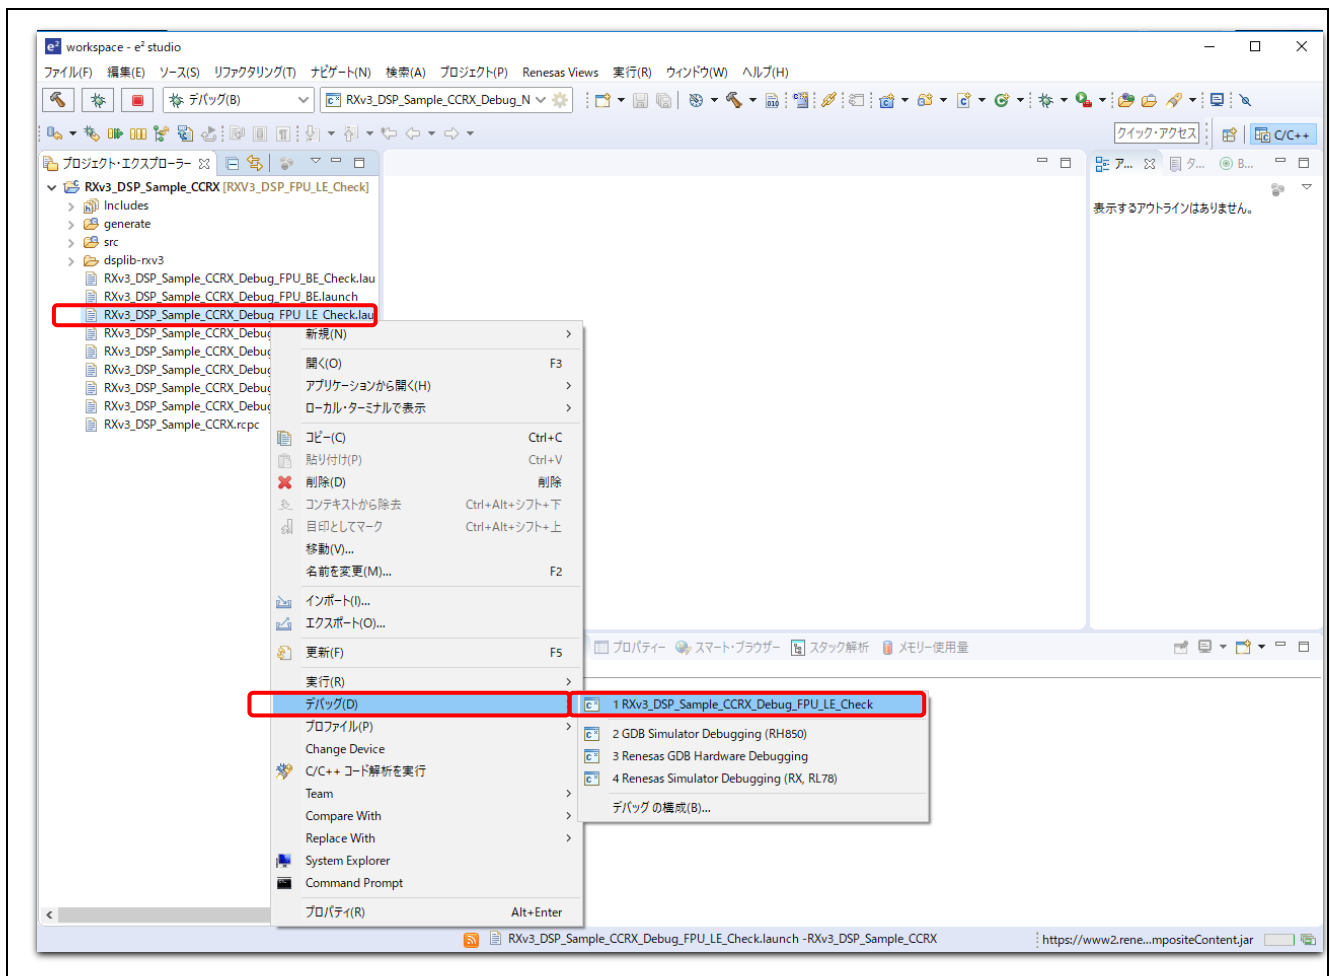 workspace - e² studio
ファイル(F) 編集(E) ソース(S) リファクタリング(T) ナビゲート(N) 検索(A) プロジェクト(P) Renesas Views 実行(R) ウィンドウ(W) ヘルプ(H)
デバッグ(B) RXv3_DSP_Sample_CCRX_Debug_N
クイック・アクセス C/C++
プロジェクト・エクスプローラー
RXv3_DSP_Sample_CCRX [RXV3_DSP_FPU_LE_Check]
Includes
generate
src
dsplib-rxv3
RXv3_DSP_Sample_CCRX_Debug_FPU_BE_Check.lau
RXv3_DSP_Sample_CCRX_Debug_FPU_BE.launch
RXv3_DSP_Sample_CCRX_Debug_FPU_LE_Check.lau
RXv3_DSP_Sample_CCRX_Debug
RXv3_DSP_Sample_CCRX_Debug
RXv3_DSP_Sample_CCRX_Debug
RXv3_DSP_Sample_CCRX_Debug
RXv3_DSP_Sample_CCRX_Debug
RXv3_DSP_Sample_CCRX.rcpc
ア... タ... B...
表示するアウトラインはありません。
新規(N)
開く(O) F3
アプリケーションから開く(H)
ローカル・ターミナルで表示
コピー(C) Ctrl+C
貼り付け(P) Ctrl+V
削除(D) 削除
コンテキストから除去 Ctrl+Alt+シフト+下
目印としてマーク Ctrl+Alt+シフト+上
移動(V)...
名前を変更(M)... F2
インポート(I)...
エクスポート(O)...
更新(F) F5
実行(R)
デバッグ(D)
プロファイル(P)
Change Device
C/C++ コード解析を実行
Team
Compare With
Replace With
System Explorer
Command Prompt
プロパティ(R) Alt+Enter
プロパティー スマート・ブラウザー スタック解析 メモリー使用量
1 RXv3_DSP_Sample_CCRX_Debug_FPU_LE_Check
2 GDB Simulator Debugging (RH850)
3 Renesas GDB Hardware Debugging
4 Renesas Simulator Debugging (RX, RL78)
デバッグ の構成(B)...
RXv3_DSP_Sample_CCRX_Debug_FPU_LE_Check.launch -RXv3_DSP_Sample_CCRX
https://www2.rene...mpositeContent.jar